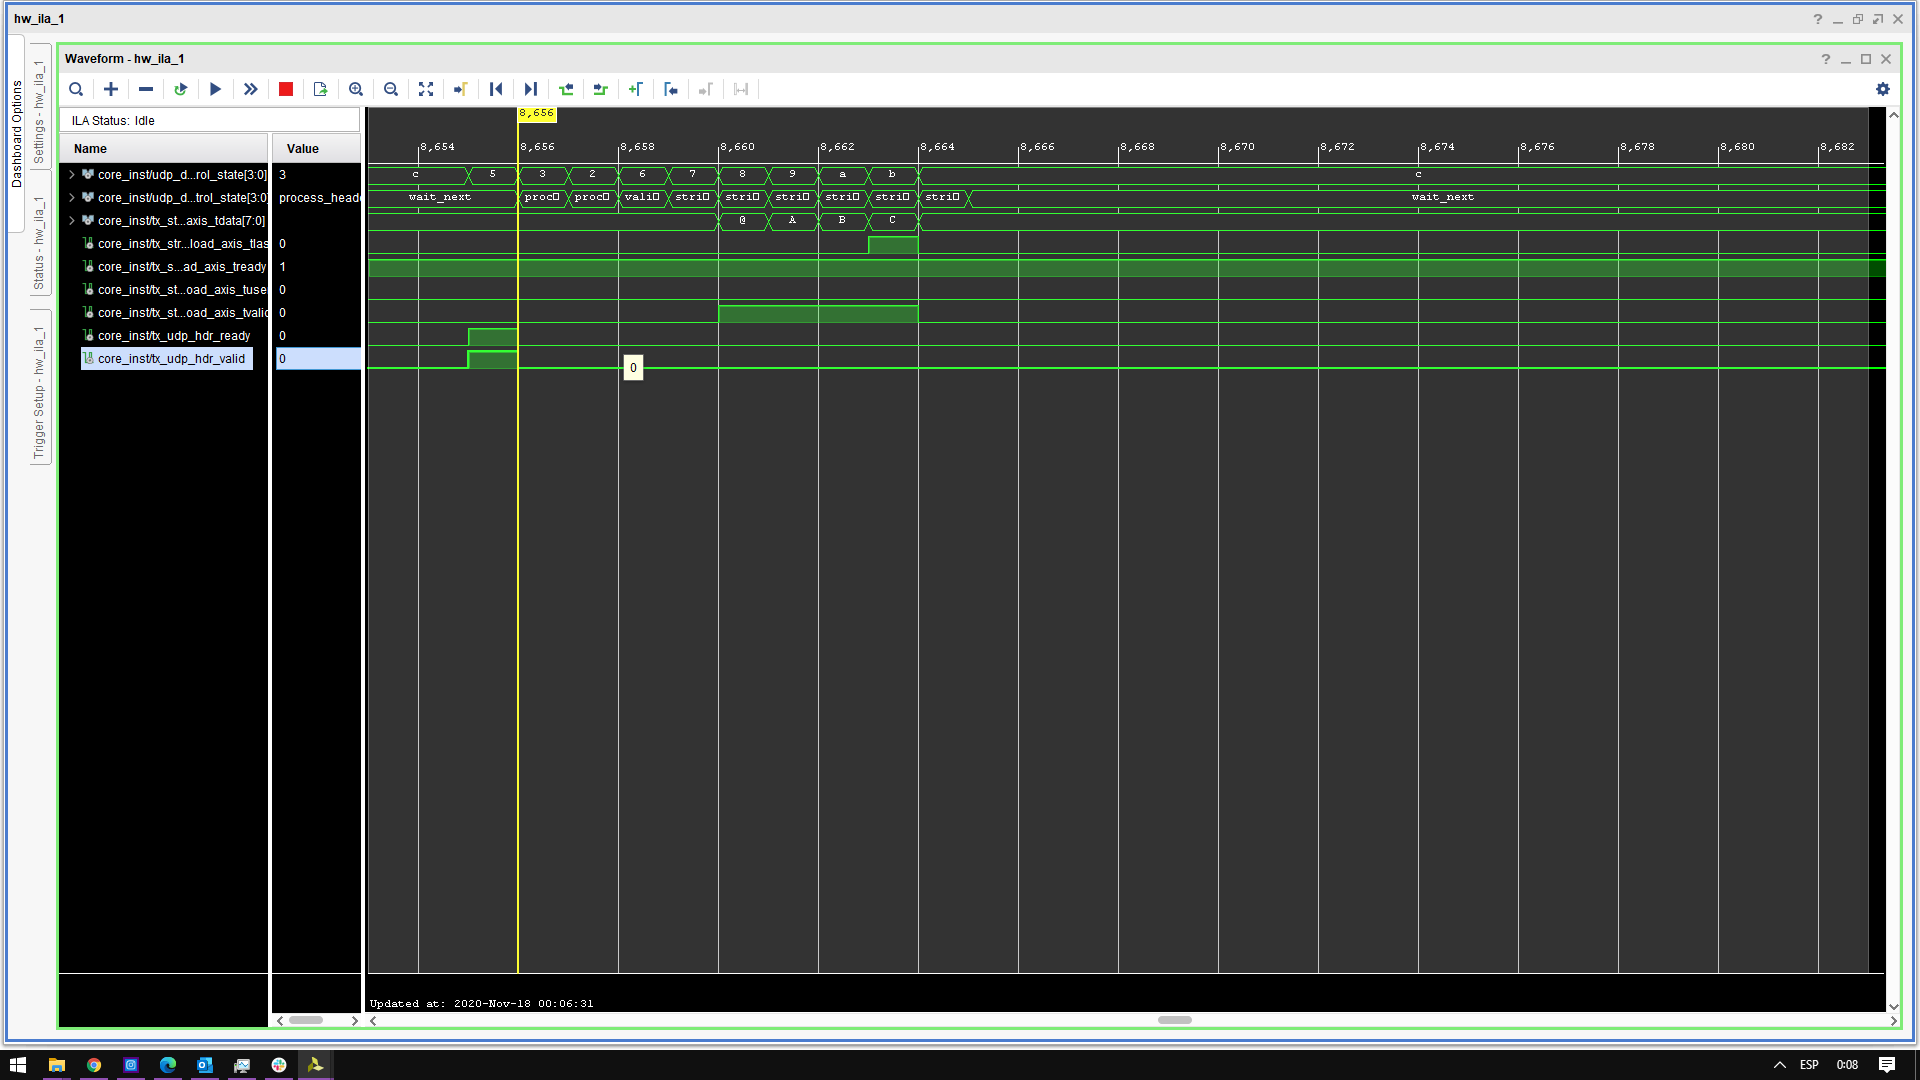 hw_ila_1
Dashboard Options
Settings - hw_ila_1
Status - hw_ila_1
Trigger Setup - hw_ila_1
Waveform - hw_ila_1
ILA Status: Idle
Name Value
8,656
8,654 8,656 8,658 8,660 8,662 8,664 8,666 8,668 8,670 8,672 8,674 8,676 8,678 8,680 8,682
core_inst/udp_d...rol_state[3:0] 3 c 5 3 2 6 7 8 9 a b c
core_inst/udp_d...trol_state[3:0] process_head wait_next proc□ proc□ vali□ stri□ stri□ stri□ stri□ stri□ stri□ wait_next
core_inst/tx_st...axis_tdata[7:0] @ A B C
core_inst/tx_str...load_axis_tlas 0
core_inst/tx_s...ad_axis_tready 1
core_inst/tx_st...oad_axis_tuse 0
core_inst/tx_st...oad_axis_tvalid 0
core_inst/tx_udp_hdr_ready 0
core_inst/tx_udp_hdr_valid 0
0
Updated at: 2020-Nov-18 00:06:31
ESP 0:08